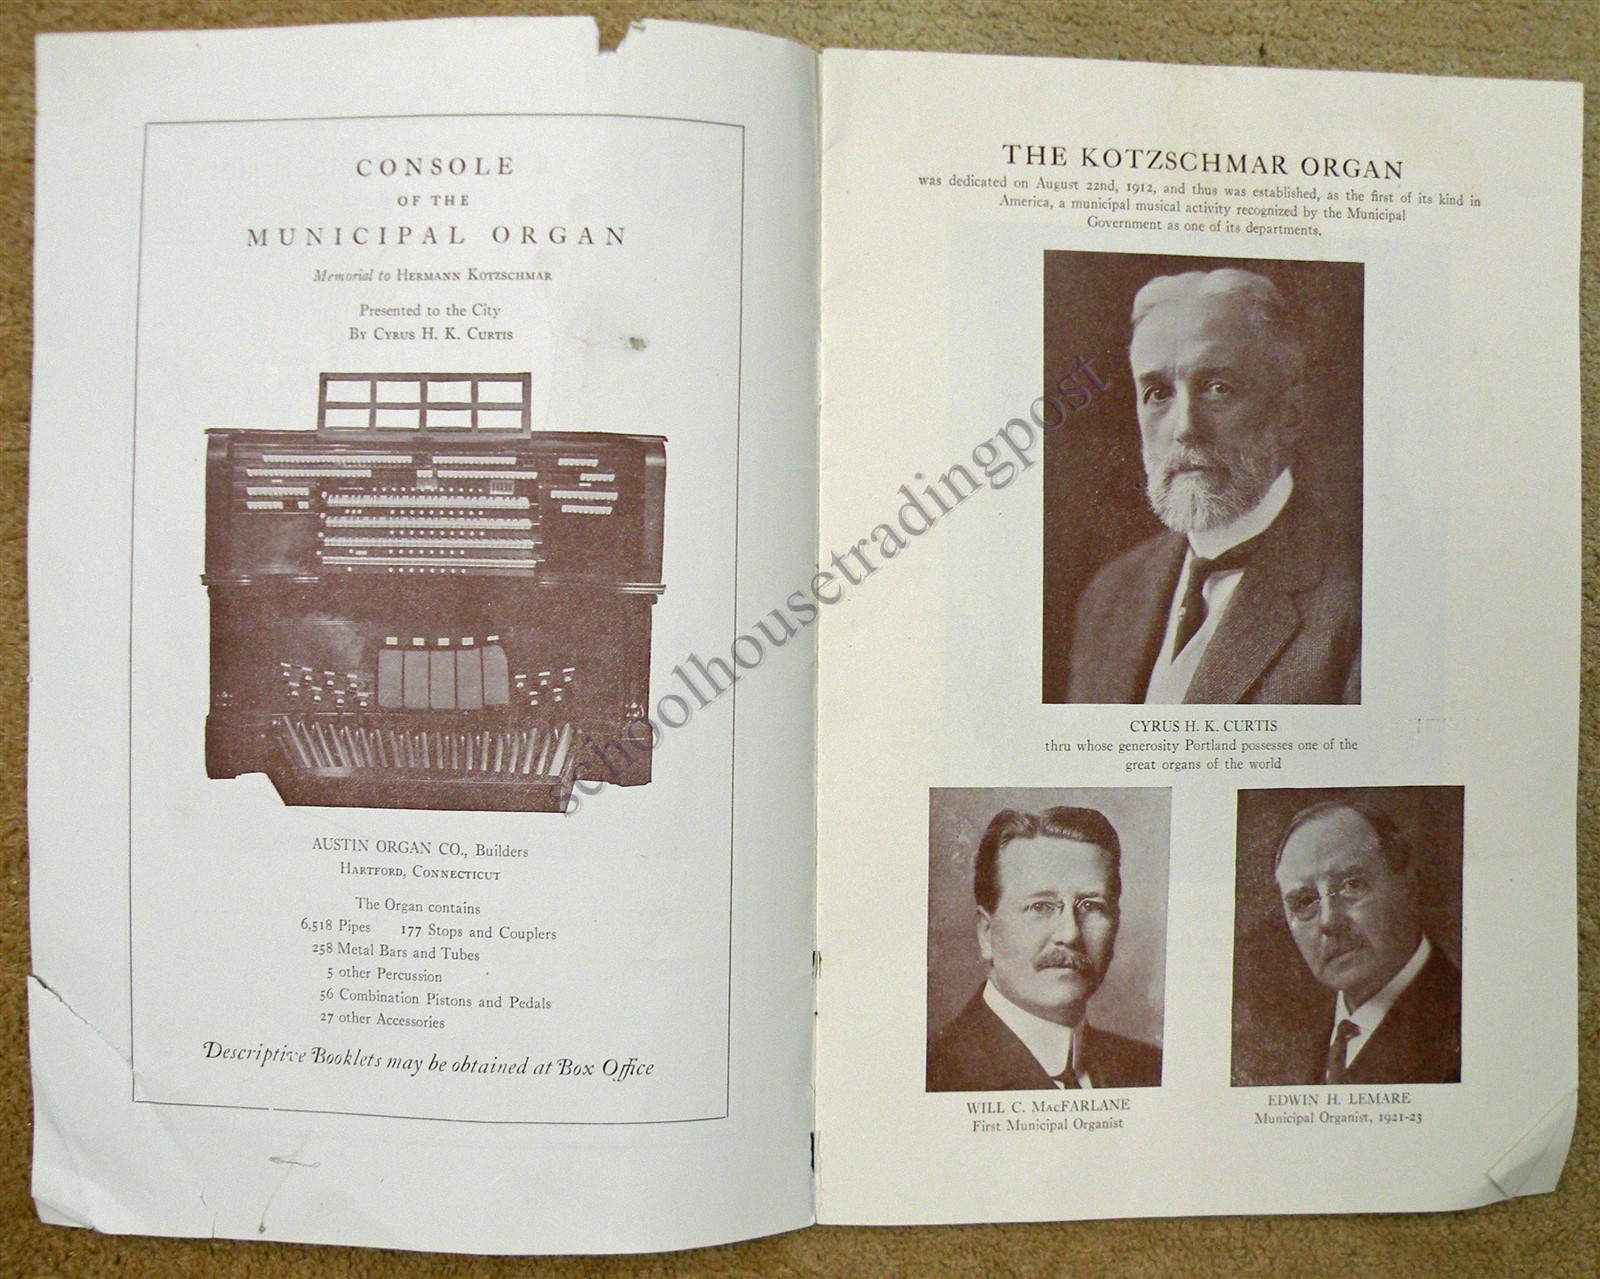 CONSOLE
OF THE
MUNICIPAL ORGAN
Memorial to HERMANN KOTZSCHMAR
Presented to the City
BY CYRUS H. K. CURTIS
AUSTIN ORGAN CO., Builders
HARTFORD, CONNECTICUT
The Organ contains
6,518 Pipes 177 Stops and Couplers
258 Metal Bars and Tubes
5 other Percussion
56 Combination Pistons and Pedals
27 other Accessories
Descriptive Booklets may be obtained at Box Office
THE KOTZSCHMAR ORGAN
was dedicated on August 22nd, 1912, and thus was established, as the first of its kind in
America, a municipal musical activity recognized by the Municipal
Government as one of its departments.
CYRUS H. K. CURTIS
thru whose generosity Portland possesses one of the
great organs of the world
WILL C. MACFARLANE
First Municipal Organist
EDWIN H. LEMARE
Municipal Organist, 1921-23
schoolhousetradingpost